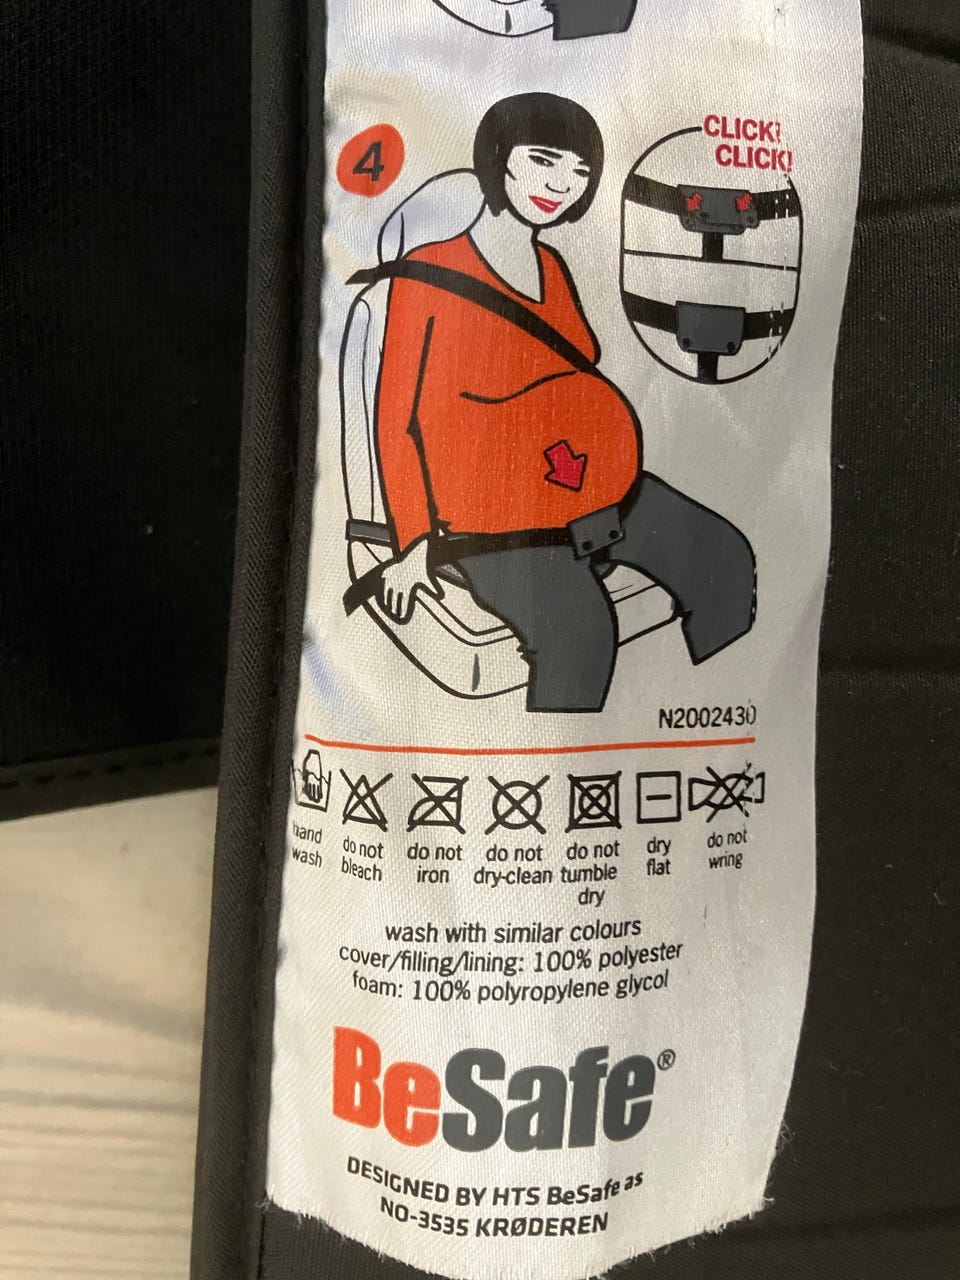 4
CLICK!
CLICK!
N2002430
hand wash
do not bleach
do not iron
do not dry-clean
do not tumble dry
dry flat
do not wring
wash with similar colours
cover/filling/lining: 100% polyester
foam: 100% polyropylene glycol
BeSafe®
DESIGNED BY HTS BeSafe as
NO-3535 KRØDEREN